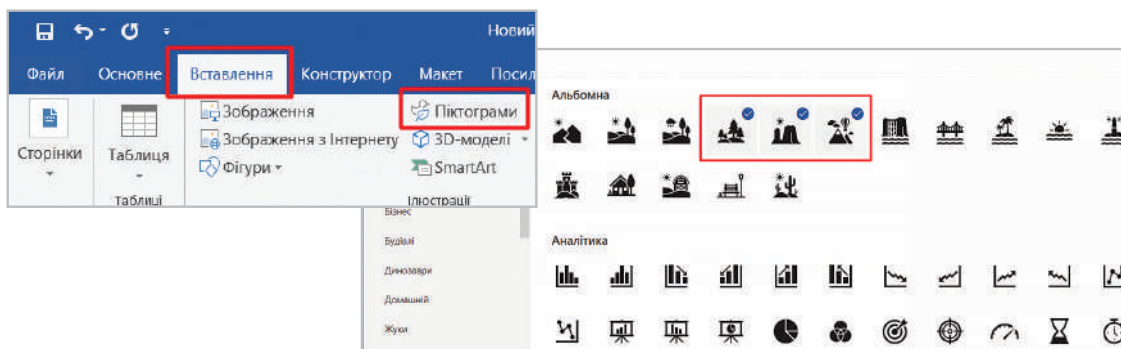 Новий
Файл Основне Вставлення Конструктор Макет Посил
Сторінки
Таблиця
Зображення
Зображення з Інтернету
Фігури
Піктограми
3D-моделі
SmartArt
Таблиці
Ілюстрації
Бізнес
Будівлі
Динозаври
Домашній
Жуки
Альбомна
Аналітика